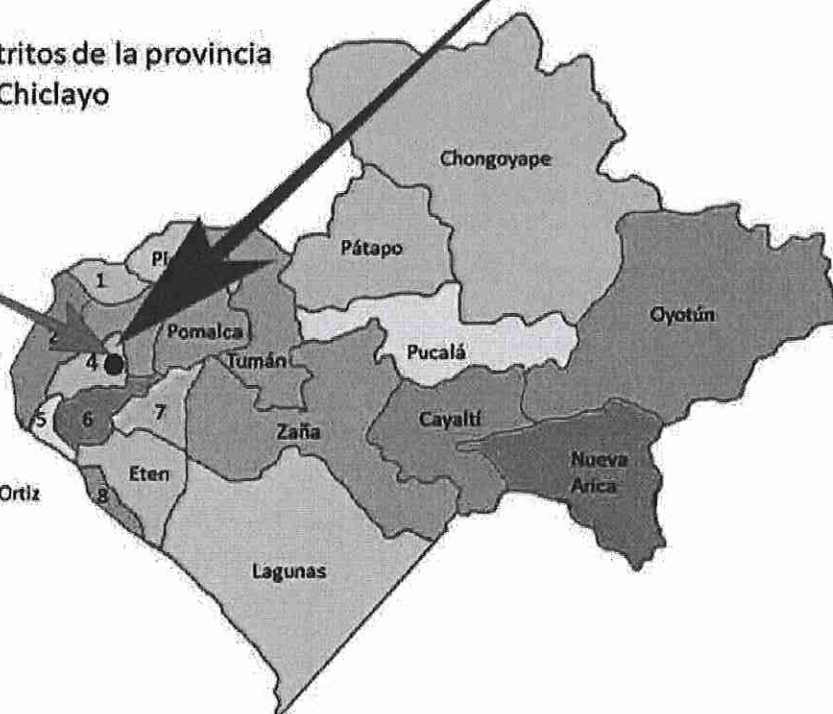 tritos de la provincia
Chiclayo
Chongoyape
Pátapo
Pi
1
Oyotún
Pomalca
2
Pucalá
Tumán
4
Cayaltí
7
5
6
Zaña
Nueva
Arica
Eten
Ortiz
8
Lagunas